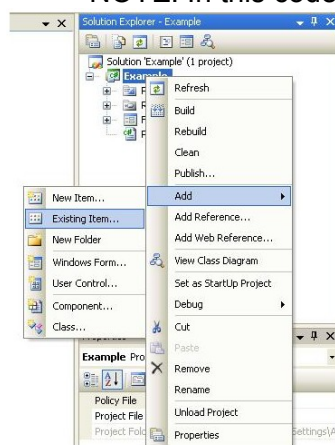 NOTE: In this code
Solution Explorer - Example
Solution 'Example' (1 project)
Example
Refresh
Build
Rebuild
Clean
Publish...
Add
New Item...
Existing Item...
New Folder
Windows Form...
User Control...
Component...
Class...
Add Reference...
Add Web Reference...
View Class Diagram
Set as StartUp Project
Debug
Cut
Paste
Remove
Rename
Unload Project
Properties
Example Pro
Policy File
Project File
Project Fold
Settings\A